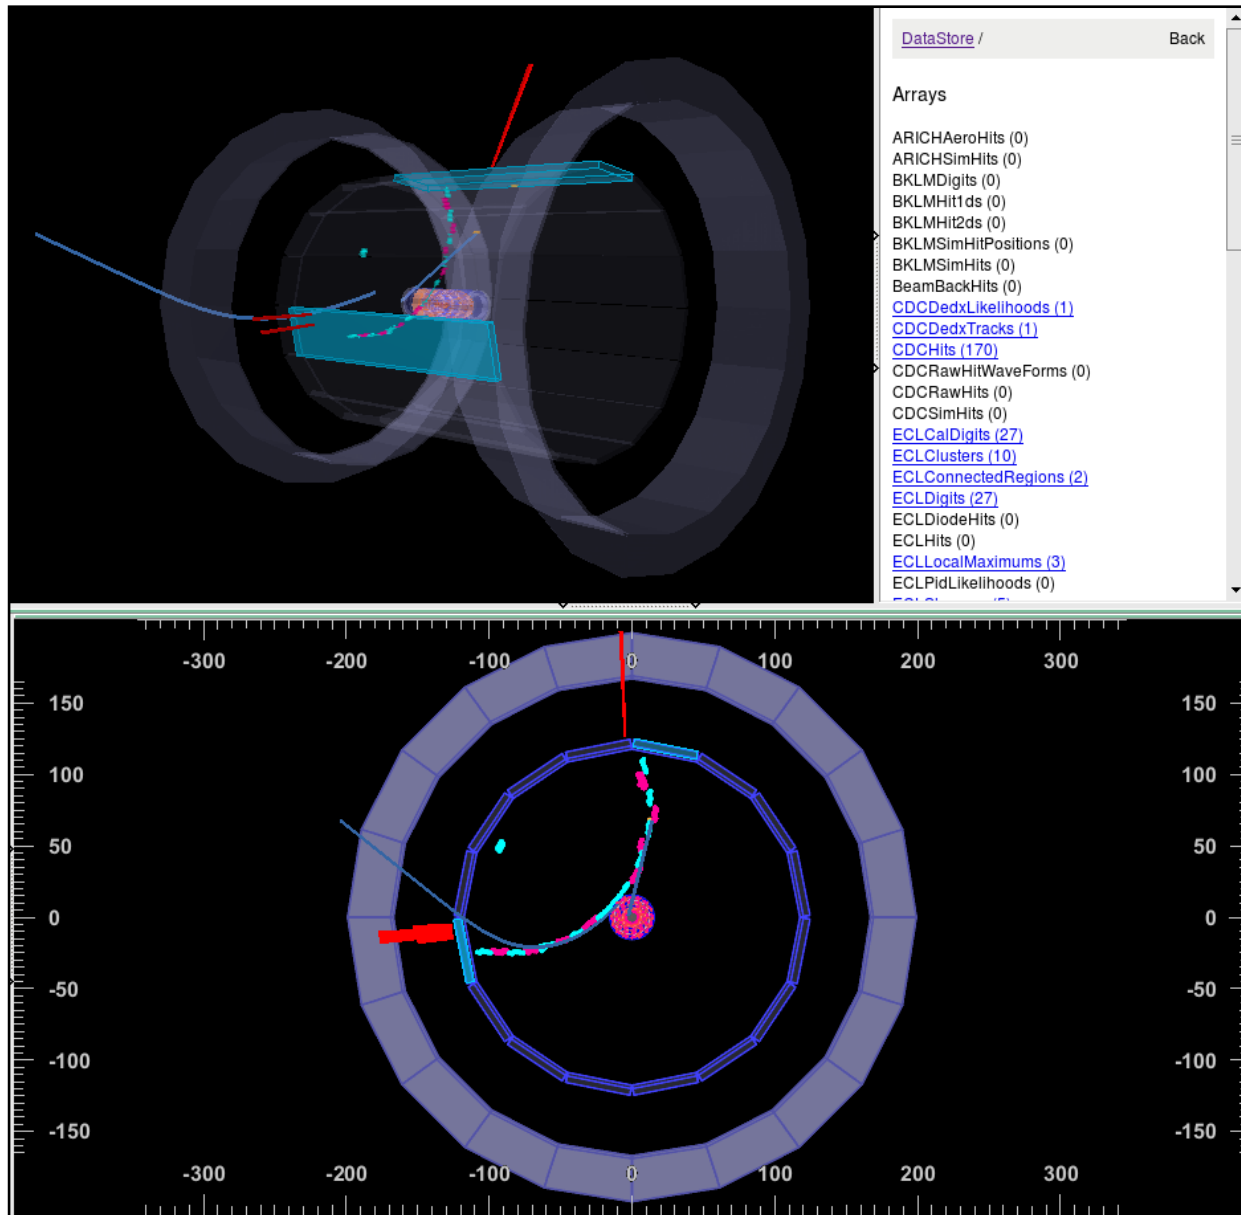 DataStore / Back
Arrays
ARICHAeroHits (0)
ARICHSimHits (0)
BKLMDigits (0)
BKLMHit1ds (0)
BKLMHit2ds (0)
BKLMSimHitPositions (0)
BKLMSimHits (0)
BeamBackHits (0)
CDCDedxLikelihoods (1)
CDCDedxTracks (1)
CDCHits (170)
CDCRawHitWaveForms (0)
CDCRawHits (0)
CDCSimHits (0)
ECLCalDigits (27)
ECLClusters (10)
ECLConnectedRegions (2)
ECLDigits (27)
ECLDiodeHits (0)
ECLHits (0)
ECLLocalMaximums (3)
ECLPidLikelihoods (0)
-300 -200 -100 0 100 200 300
150 150
100 100
50 50
0 0
-50 -50
-100 -100
-150 -150
-300 -200 -100 0 100 200 300